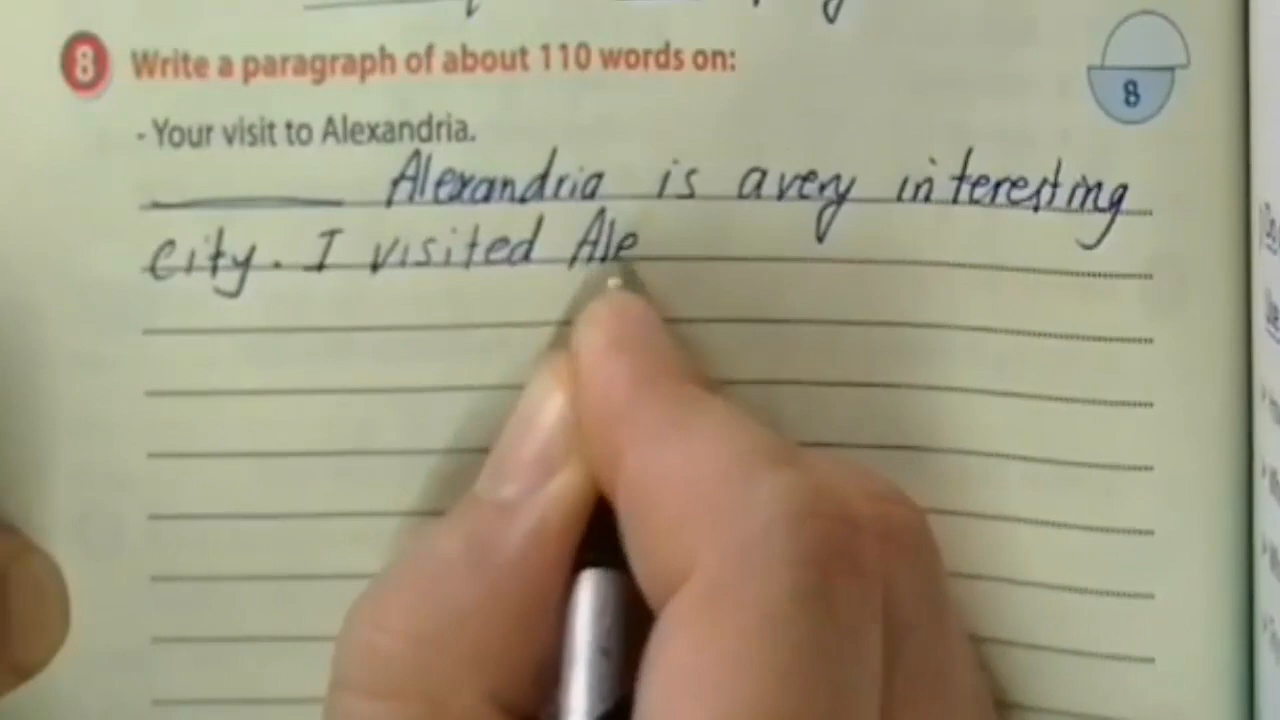 8 Write a paragraph of about 110 words on:
8
- Your visit to Alexandria.
Alexandria is a very interesting
city. I visited Ale